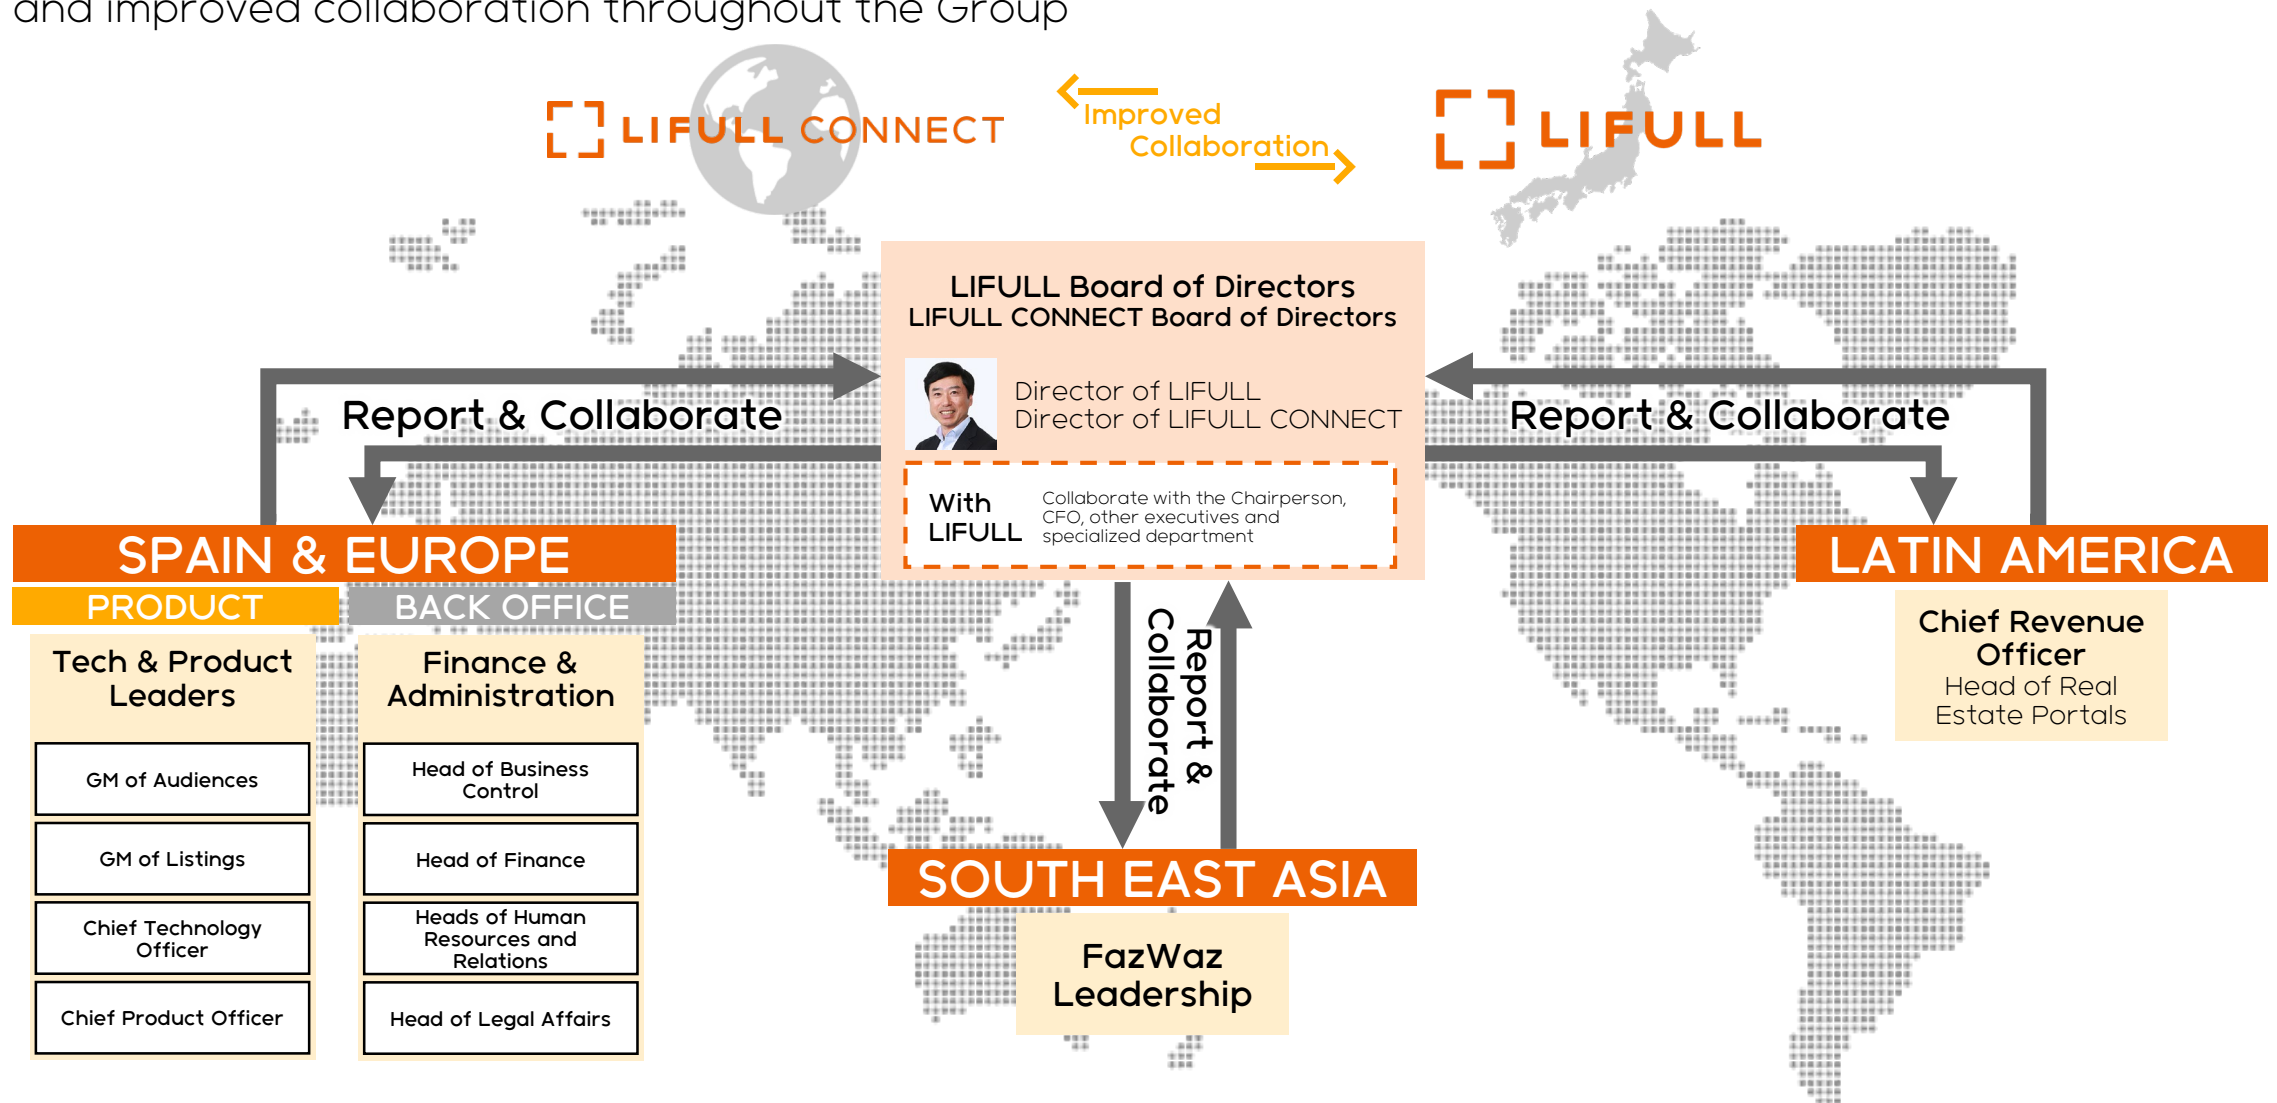 and improved collaboration throughout the Group
LIFULL CONNECT
Improved
Collaboration
LIFULL
LIFULL Board of Directors
LIFULL CONNECT Board of Directors
Director of LIFULL
Director of LIFULL CONNECT
With
LIFULL
Collaborate with the Chairperson,
CFO, other executives and
specialized department
Report & Collaborate
Report & Collaborate
Report &
Collaborate
SPAIN & EUROPE
PRODUCT
BACK OFFICE
Tech & Product
Leaders
GM of Audiences
GM of Listings
Chief Technology
Officer
Chief Product Officer
Finance &
Administration
Head of Business
Control
Head of Finance
Heads of Human
Resources and
Relations
Head of Legal Affairs
SOUTH EAST ASIA
FazWaz
Leadership
LATIN AMERICA
Chief Revenue
Officer
Head of Real
Estate Portals